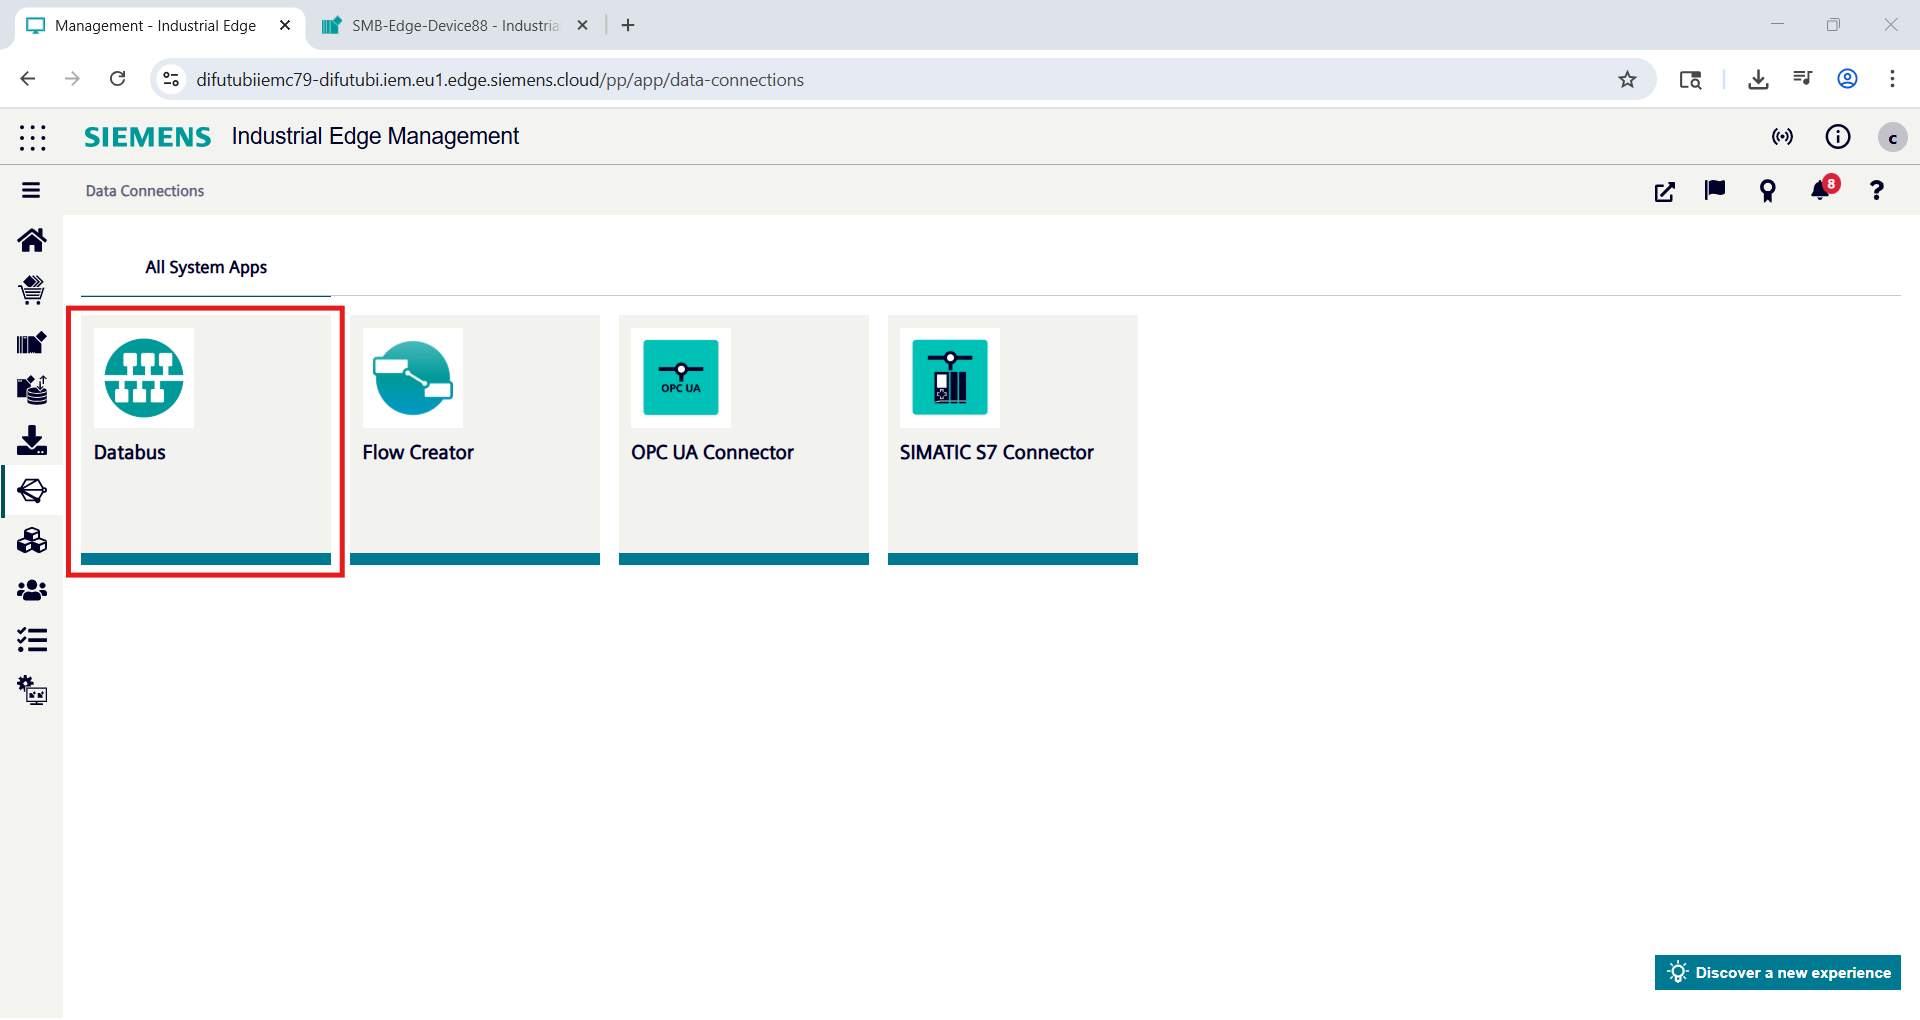 Management - Industrial Edge
SMB-Edge-Device88 - Industria
difutubiiemc79-difutubi.iem.eu1.edge.siemens.cloud/pp/app/data-connections
SIEMENS Industrial Edge Management
c
Data Connections
8
?
All System Apps
OPC UA
Databus
Flow Creator
OPC UA Connector
SIMATIC S7 Connector
Discover a new experience